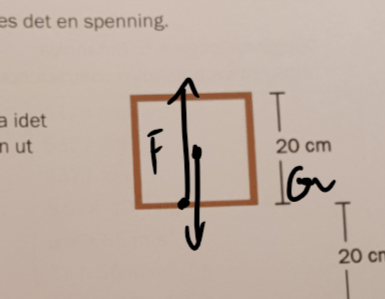 es det en spenning.
a idet
n ut
F
20 cm
G
20 cm